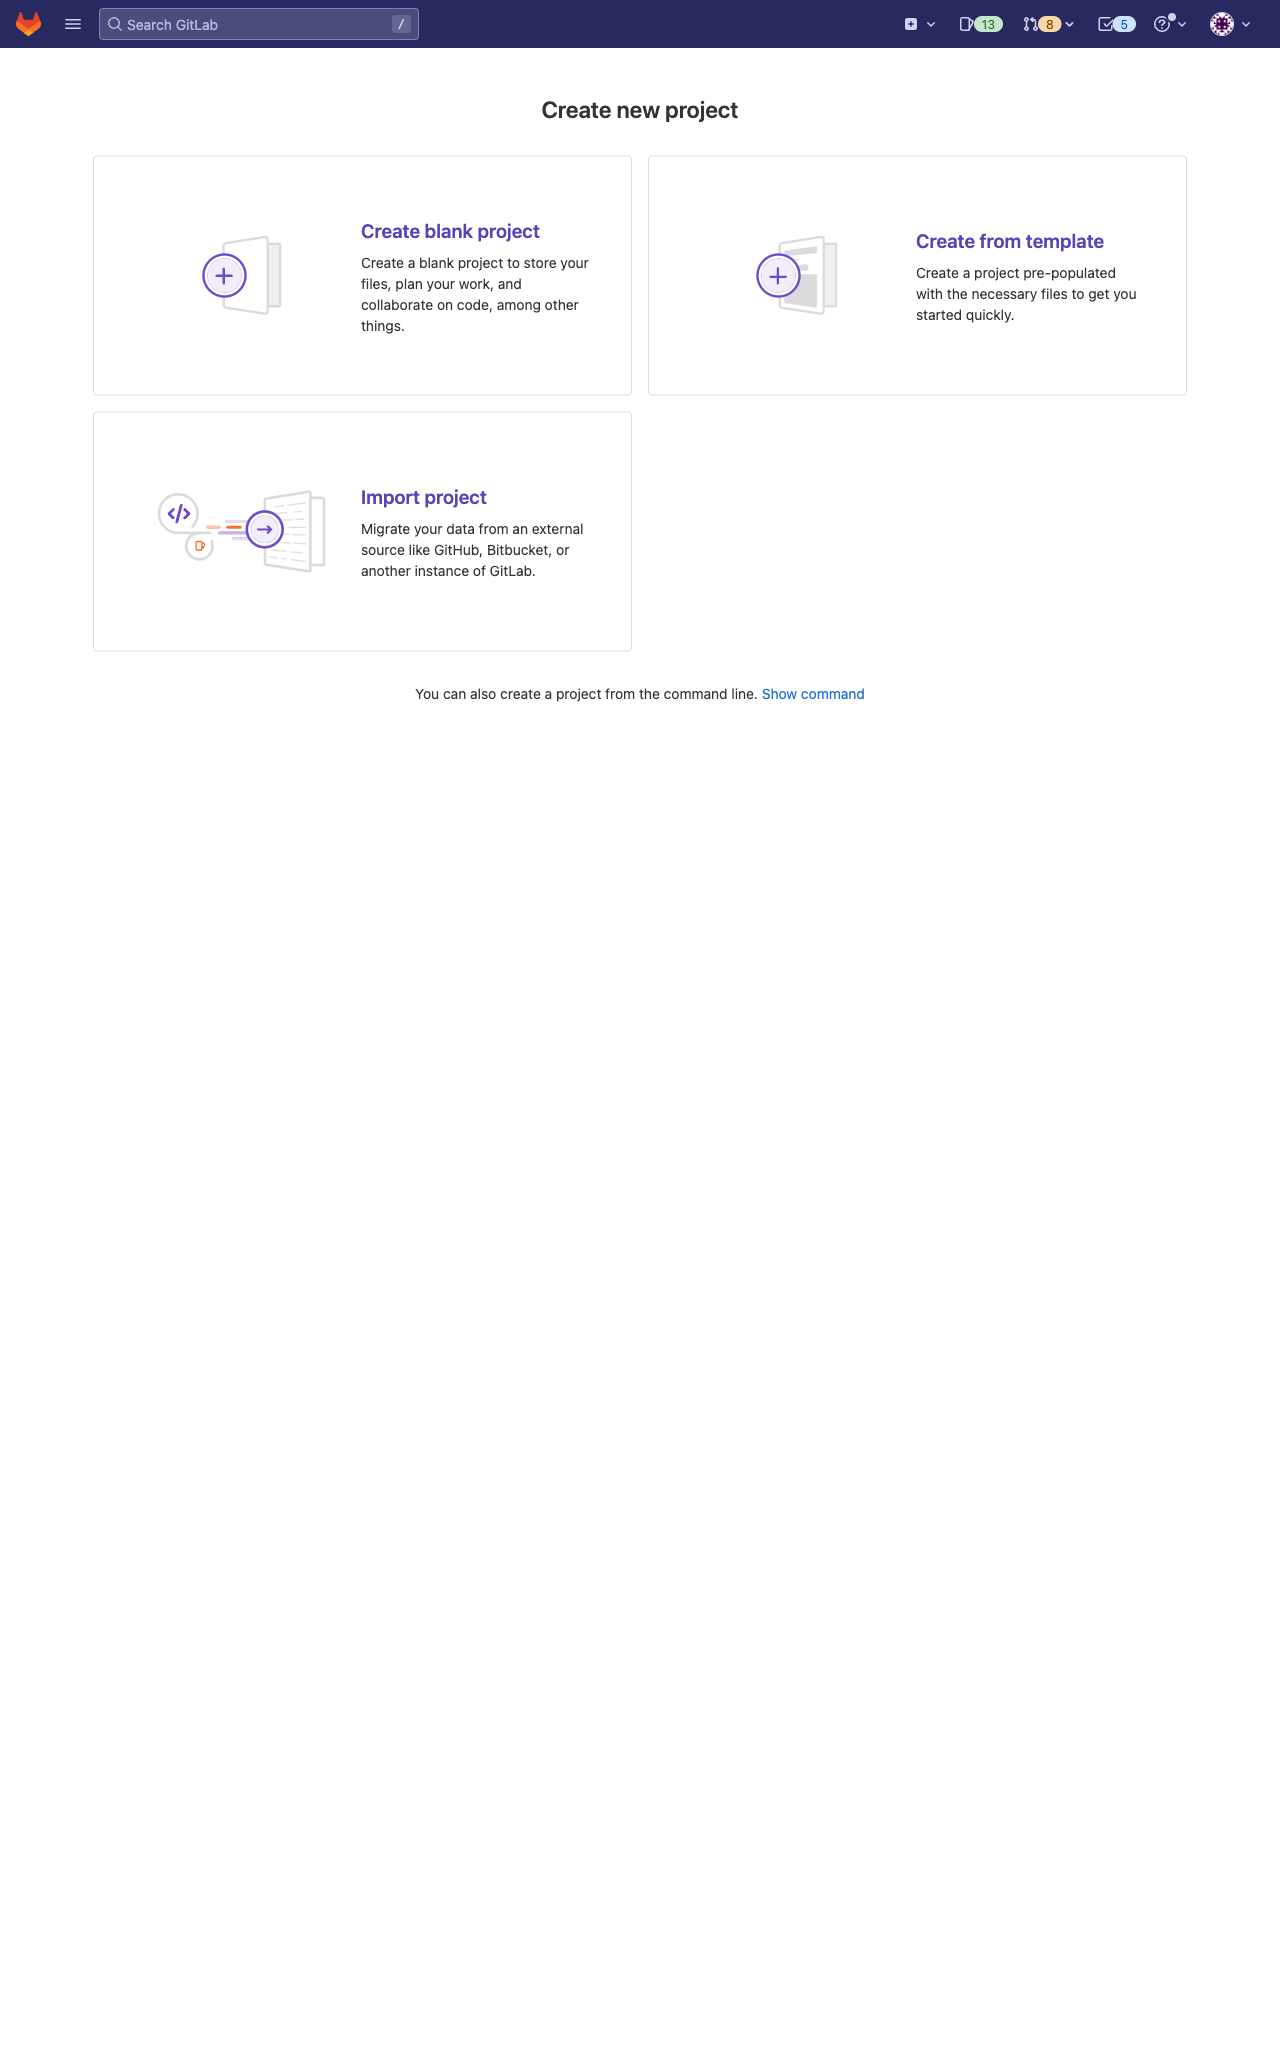 Search GitLab
/
13
8
5
Create new project
Create blank project
Create a blank project to store your
files, plan your work, and
collaborate on code, among other
things.
Create from template
Create a project pre-populated
with the necessary files to get you
started quickly.
Import project
Migrate your data from an external
source like GitHub, Bitbucket, or
another instance of GitLab.
You can also create a project from the command line. Show command